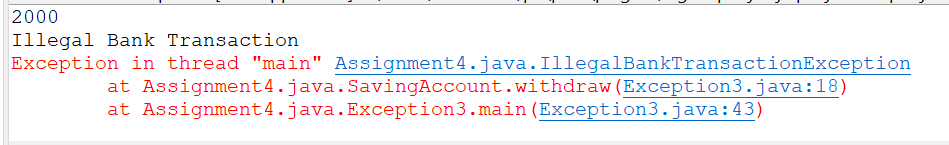 2000
Illegal Bank Transaction
Exception in thread "main" Assignment4.java.IllegalBankTransactionException
at Assignment4.java.SavingAccount.withdraw(Exception3.java:18)
at Assignment4.java.Exception3.main(Exception3.java:43)